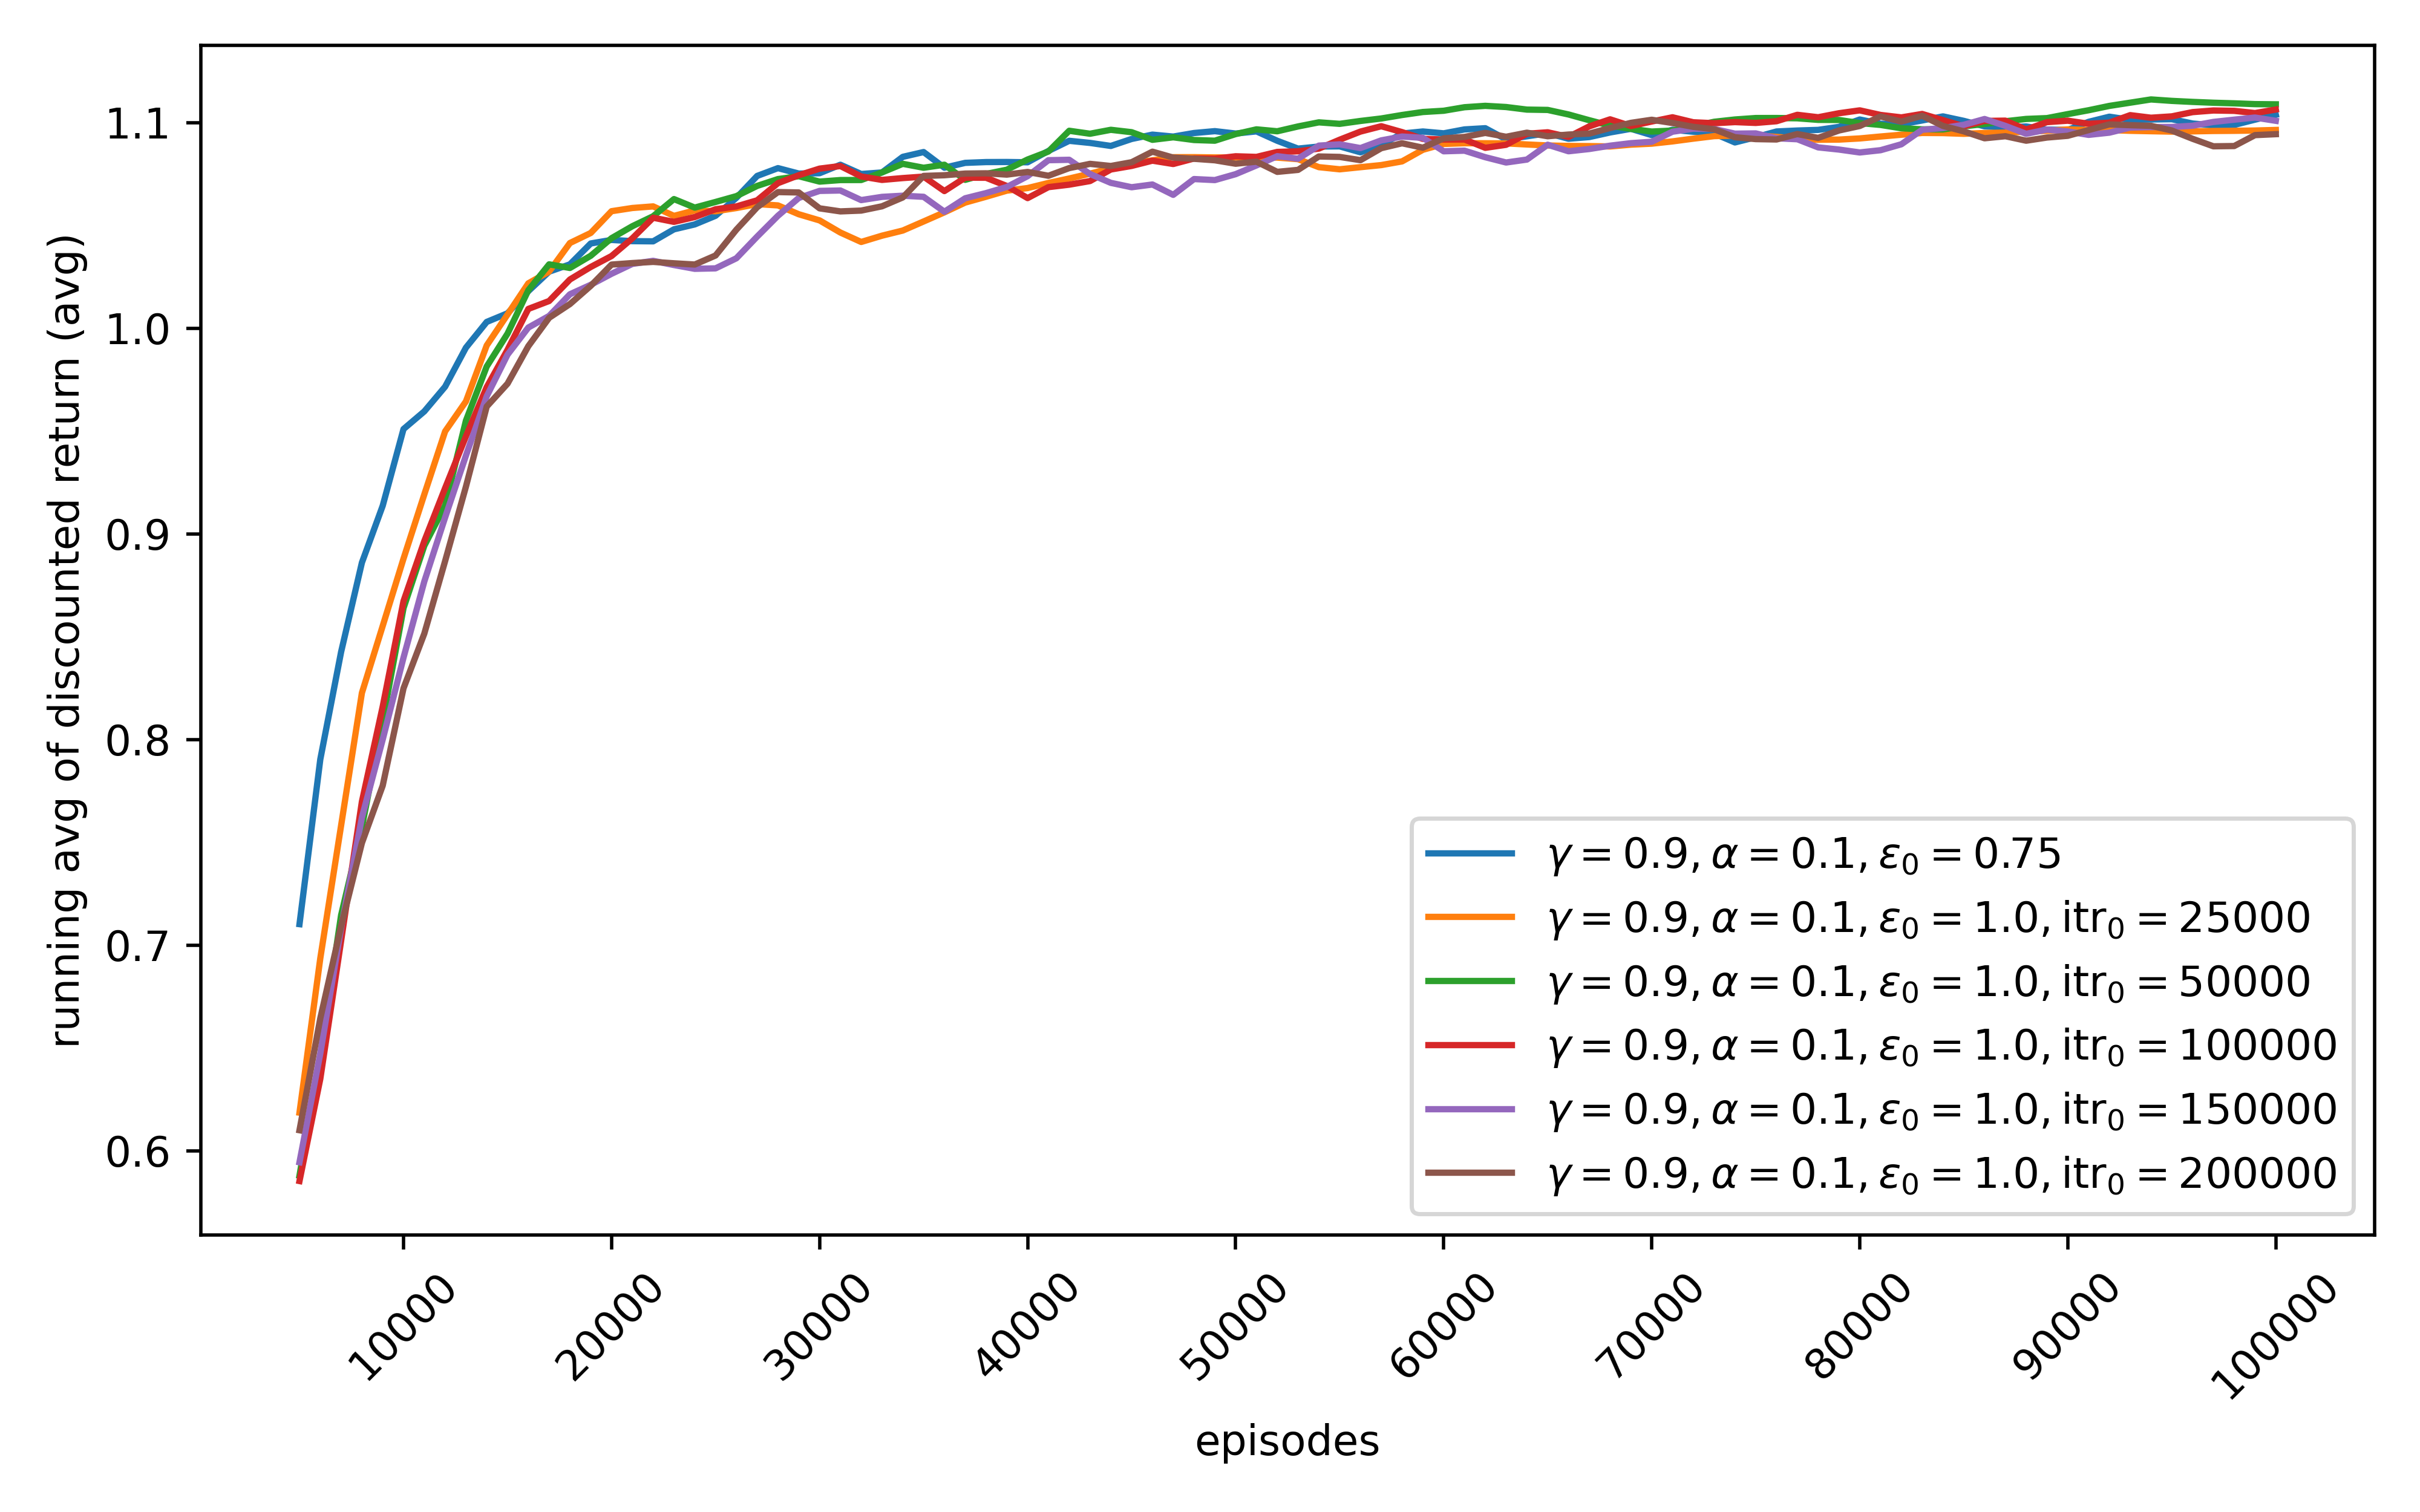 running avg of discounted return (avg)
1.1
1.0
0.9
0.8
0.7
0.6
γ = 0.9, α = 0.1, ε₀ = 0.75
γ = 0.9, α = 0.1, ε₀ = 1.0, itr₀ = 25000
γ = 0.9, α = 0.1, ε₀ = 1.0, itr₀ = 50000
γ = 0.9, α = 0.1, ε₀ = 1.0, itr₀ = 100000
γ = 0.9, α = 0.1, ε₀ = 1.0, itr₀ = 150000
γ = 0.9, α = 0.1, ε₀ = 1.0, itr₀ = 200000
10000
20000
30000
40000
50000
60000
70000
80000
90000
100000
episodes